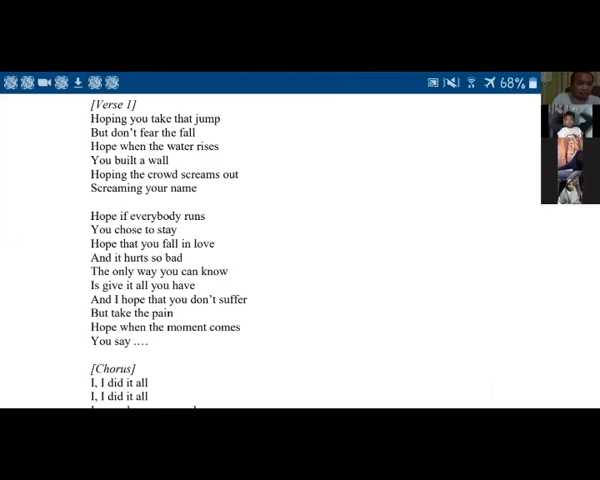 68%
[Verse 1]
Hoping you take that jump
But don't fear the fall
Hope when the water rises
You built a wall
Hoping the crowd screams out
Screaming your name
Hope if everybody runs
You chose to stay
Hope that you fall in love
And it hurts so bad
The only way you can know
Is give it all you have
And I hope that you don't suffer
But take the pain
Hope when the moment comes
You say ….
[Chorus]
I, I did it all
I, I did it all